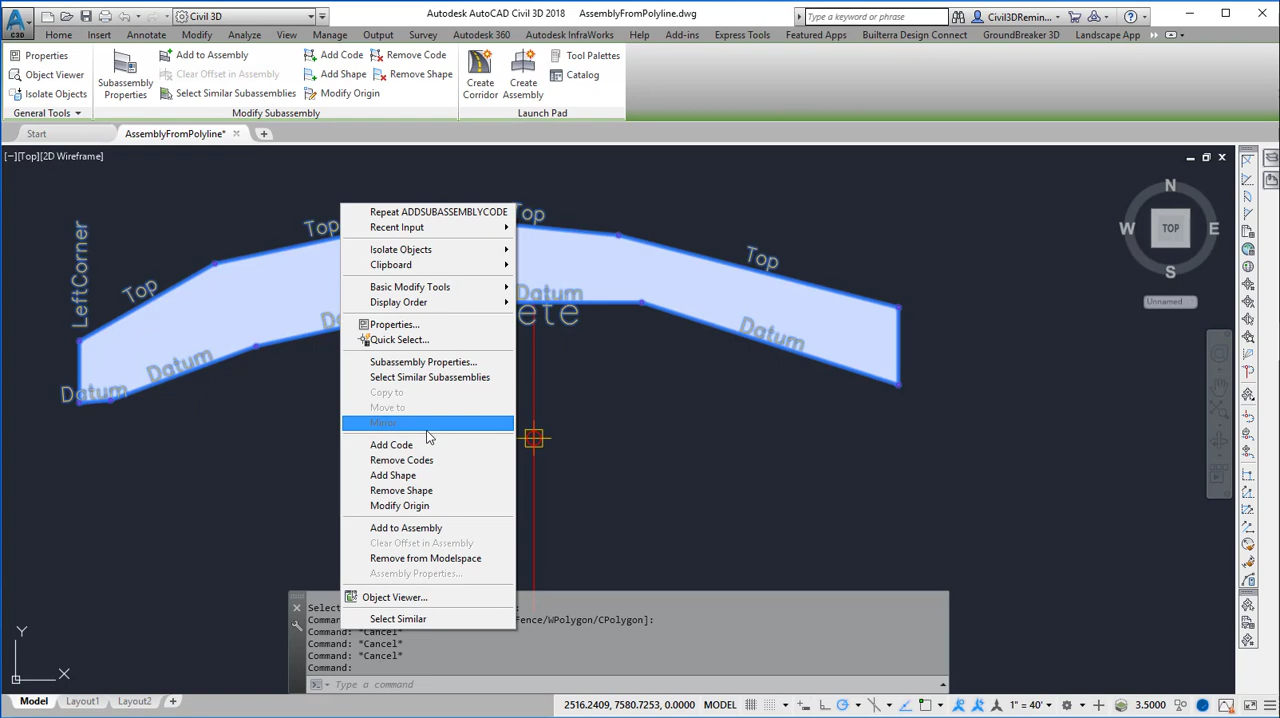 C3D
Civil 3D
Autodesk AutoCAD Civil 3D 2018 AssemblyFromPolyline.dwg
Type a keyword or phrase
Civil3DRemin...
Home Insert Annotate Modify Analyze View Manage Output Survey Autodesk 360 Autodesk InfraWorks Help Add-ins Express Tools Featured Apps Builterra Design Connect GroundBreaker 3D Landscape App
Properties
Object Viewer
Isolate Objects
General Tools
Subassembly
Properties
Add to Assembly
Clear Offset in Assembly
Select Similar Subassemblies
Add Code
Add Shape
Modify Origin
Remove Code
Remove Shape
Modify Subassembly
Create
Corridor
Create
Assembly
Tool Palettes
Catalog
Launch Pad
Start
AssemblyFromPolyline*
[−][Top][2D Wireframe]
LeftCorner
Top
Top
Top
Top
Datum
Datum
Datum
Datum
ete
N
W
TOP
E
S
Unnamed
Repeat ADDSUBASSEMBLYCODE
Recent Input
Isolate Objects
Clipboard
Basic Modify Tools
Display Order
Properties...
Quick Select...
Subassembly Properties...
Select Similar Subassemblies
Copy to
Move to
Mirror
Add Code
Remove Codes
Add Shape
Remove Shape
Modify Origin
Add to Assembly
Clear Offset in Assembly
Remove from Modelspace
Assembly Properties...
Object Viewer...
Select Similar
Select
Command
ence/WPolygon/CPolygon]:
Command: *Cancel*
Command: *Cancel*
Command: *Cancel*
Command:
Type a command
Y
X
Model Layout1 Layout2
2516.2409, 7580.7253, 0.0000 MODEL
1" = 40'
3.5000